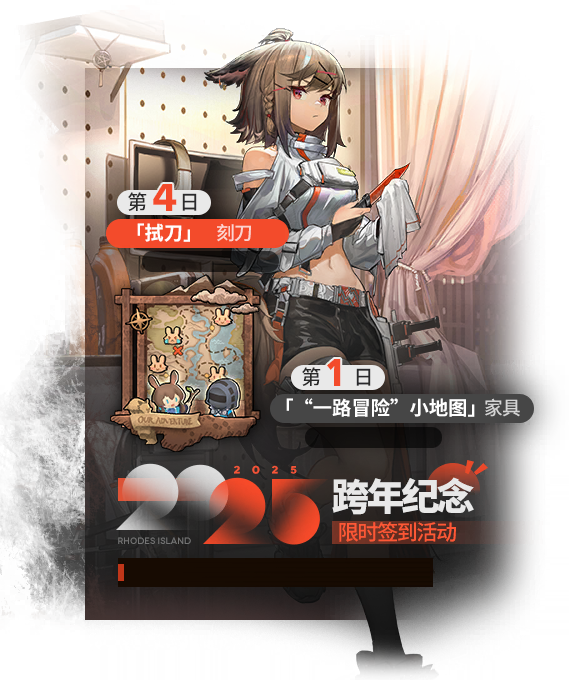 第4日
「拭刀」 刻刀
OUR ADVENTURE
第1日
「“一路冒险”小地图」家具
2025
2025
跨年纪念
RHODES ISLAND
限时签到活动